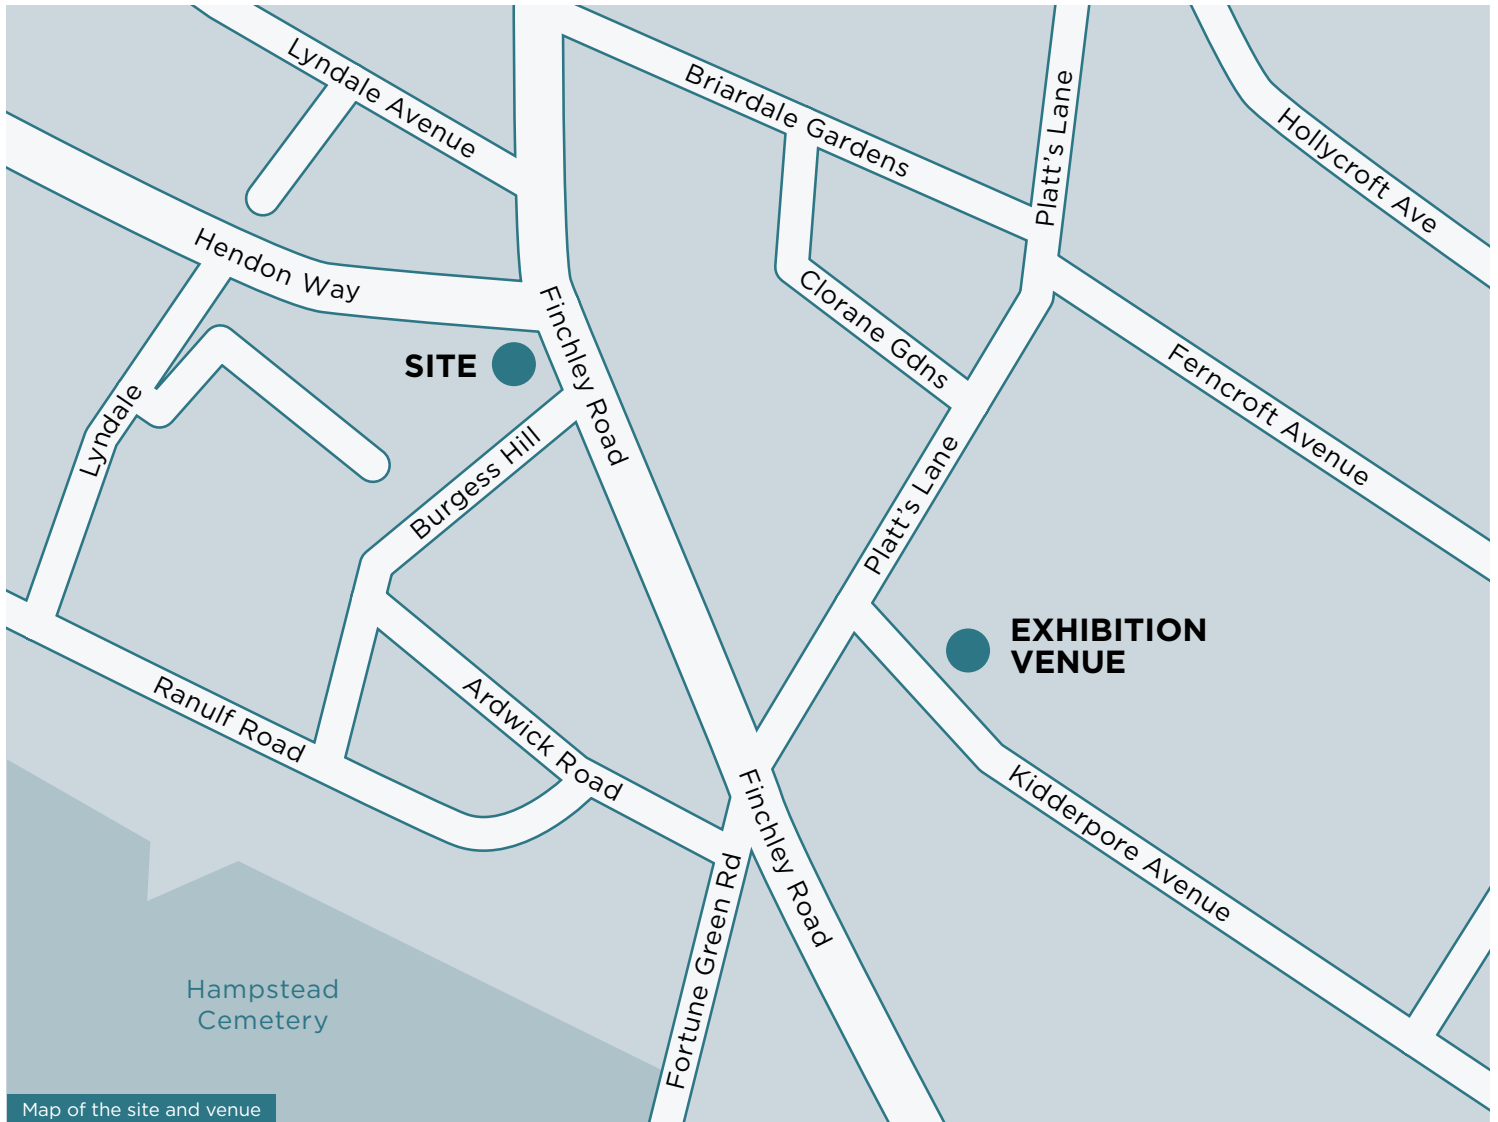 Lyndale Avenue
Briardale Gardens
Platt's Lane
Hollycroft Ave
Hendon Way
Clorane Gdns
Finchley Road
SITE
Ferncroft Avenue
Lyndale
Burgess Hill
Platt's Lane
EXHIBITION
VENUE
Ranulf Road
Ardwick Road
Kidderpore Avenue
Finchley Road
Fortune Green Rd
Hampstead
Cemetery
Map of the site and venue